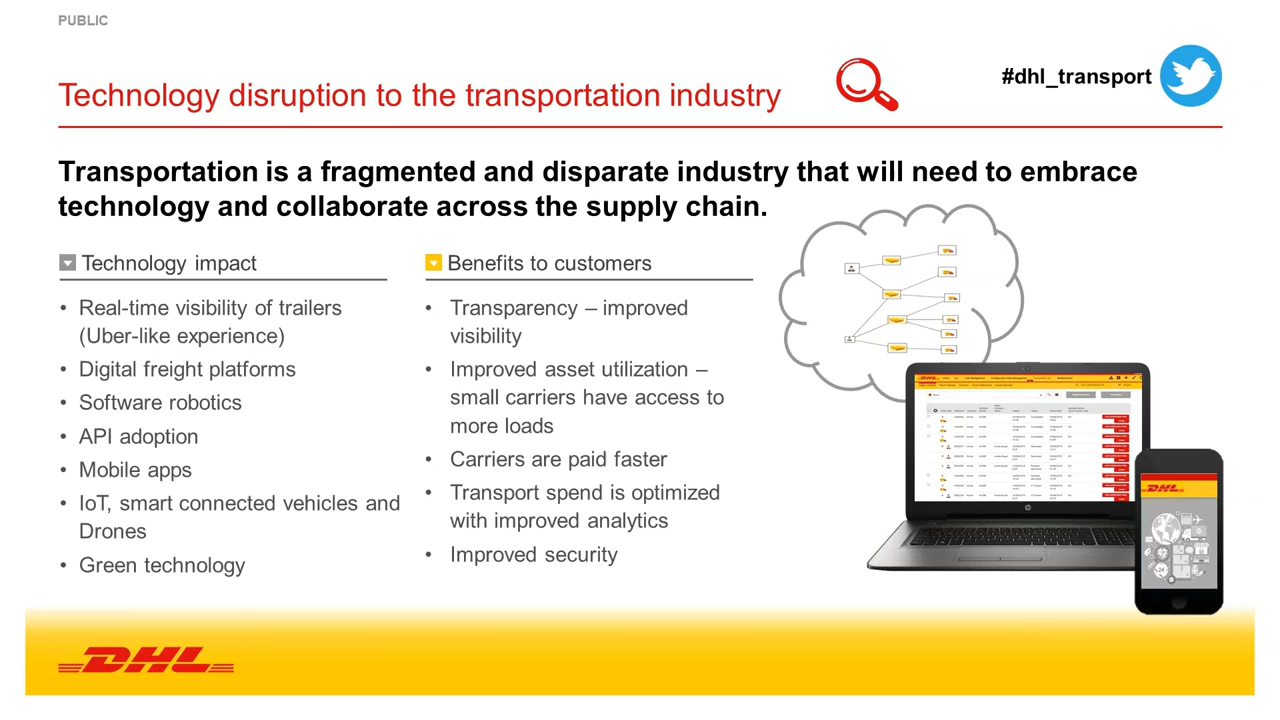 PUBLIC
#dhl_transport
Technology disruption to the transportation industry
Transportation is a fragmented and disparate industry that will need to embrace
technology and collaborate across the supply chain.
Technology impact
• Real-time visibility of trailers
(Uber-like experience)
• Digital freight platforms
• Software robotics
• API adoption
• Mobile apps
• IoT, smart connected vehicles and
Drones
• Green technology
Benefits to customers
• Transparency – improved
visibility
• Improved asset utilization –
small carriers have access to
more loads
• Carriers are paid faster
• Transport spend is optimized
with improved analytics
• Improved security
DHL
hp
DHL
DHL